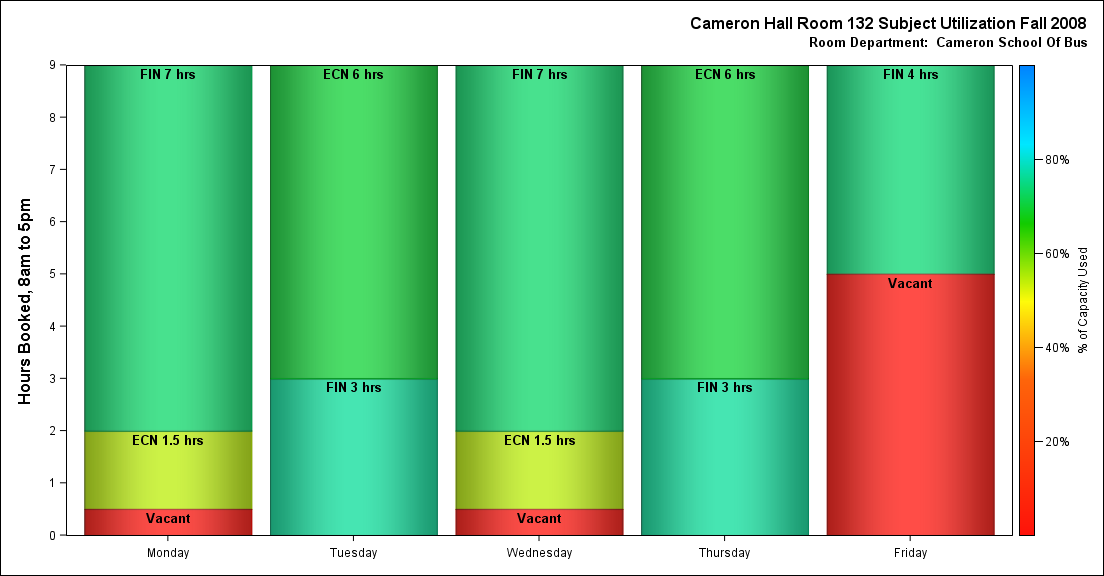 Cameron Hall Room 132 Subject Utilization Fall 2008
Room Department:  Cameron School Of Bus
Hours Booked, 8am to 5pm
9
8
7
6
5
4
3
2
1
0
FIN 7 hrs
ECN 1.5 hrs
Vacant
ECN 6 hrs
FIN 3 hrs
FIN 7 hrs
ECN 1.5 hrs
Vacant
ECN 6 hrs
FIN 3 hrs
FIN 4 hrs
Vacant
Monday
Tuesday
Wednesday
Thursday
Friday
80%
60%
40%
20%
% of Capacity Used